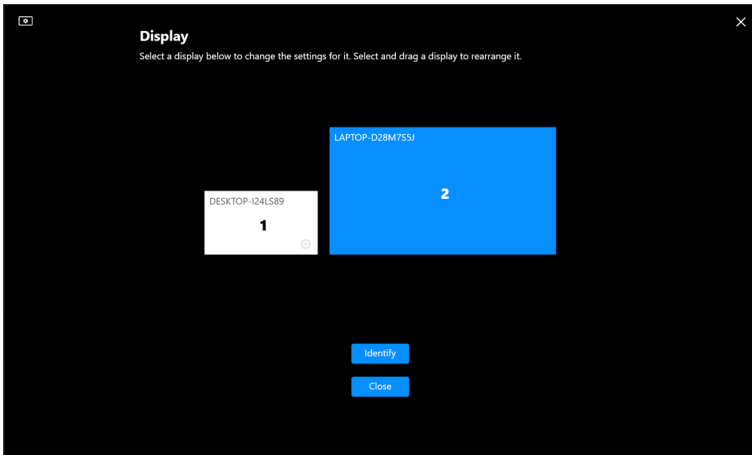 Display
Select a display below to change the settings for it. Select and drag a display to rearrange it.
LAPTOP-D28M7S5J
2
DESKTOP-I24LS89
1
Identify
Close